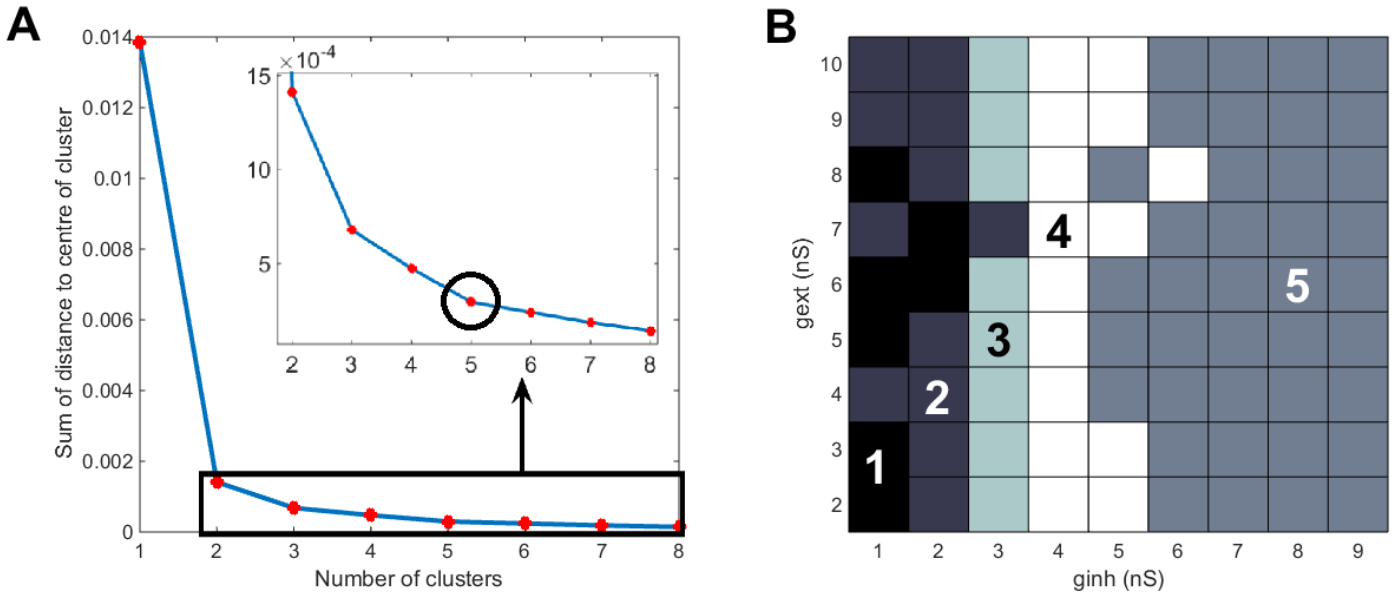 A
0.014
0.012
0.01
0.008
0.006
0.004
0.002
0
Sum of distance to centre of cluster
1 2 3 4 5 6 7 8
Number of clusters
×10⁻⁴
15
10
5
2 3 4 5 6 7 8
B
10
9
8
7
6
5
4
3
2
gext (nS)
4
5
3
2
1
1 2 3 4 5 6 7 8 9
ginh (nS)